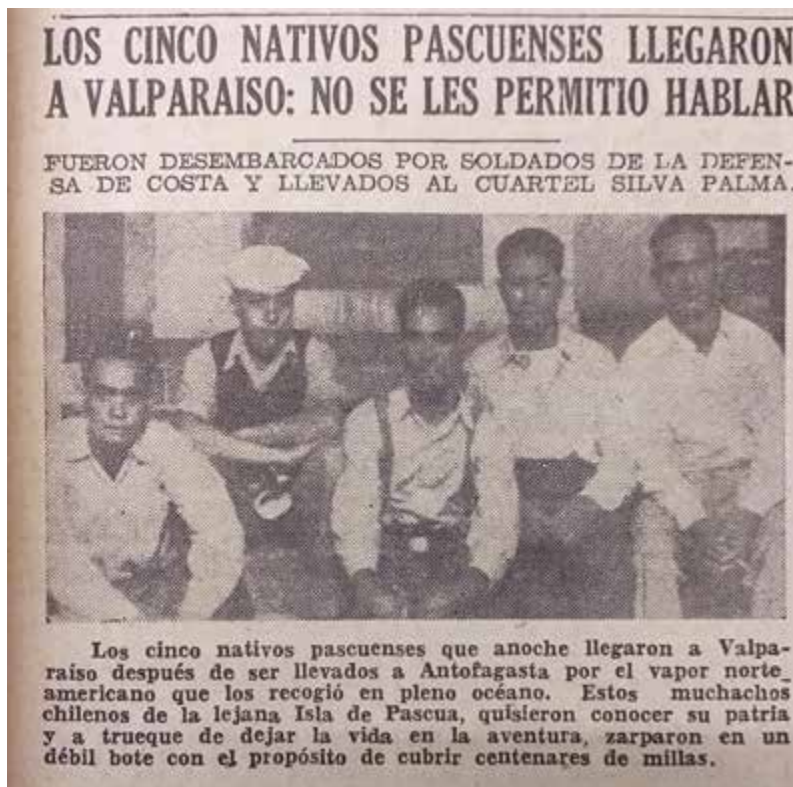 LOS CINCO NATIVOS PASCUENSES LLEGARON
A VALPARAISO: NO SE LES PERMITIO HABLAR
FUERON DESEMBARCADOS POR SOLDADOS DE LA DEFEN-
SA DE COSTA Y LLEVADOS AL CUARTEL SILVA PALMA.
Los cinco nativos pascuenses que anoche llegaron a Valpa-
raíso después de ser llevados a Antofagasta por el vapor norte_
americano que los recogió en pleno océano. Estos muchachos
chilenos de la lejana Isla de Pascua, quisieron conocer su patria
y a trueque de dejar la vida en la aventura, zarparon en un
débil bote con el propósito de cubrir centenares de millas.